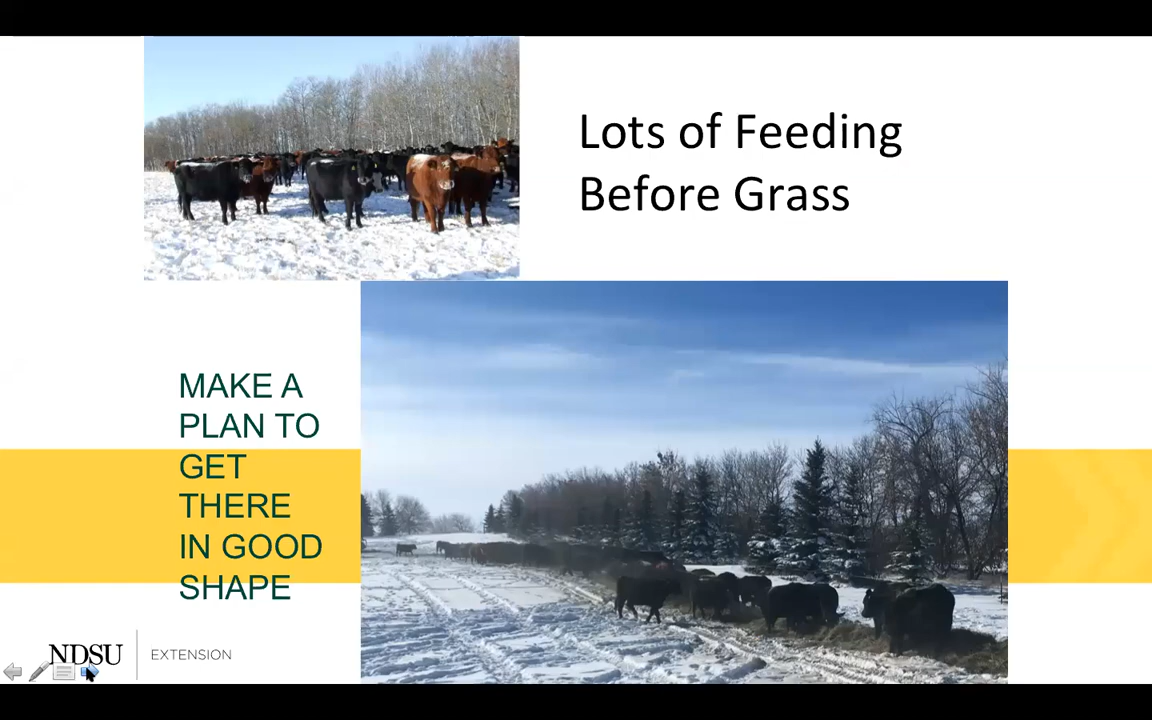 Lots of Feeding
Before Grass
MAKE A
PLAN TO
GET
THERE
IN GOOD
SHAPE
NDSU EXTENSION